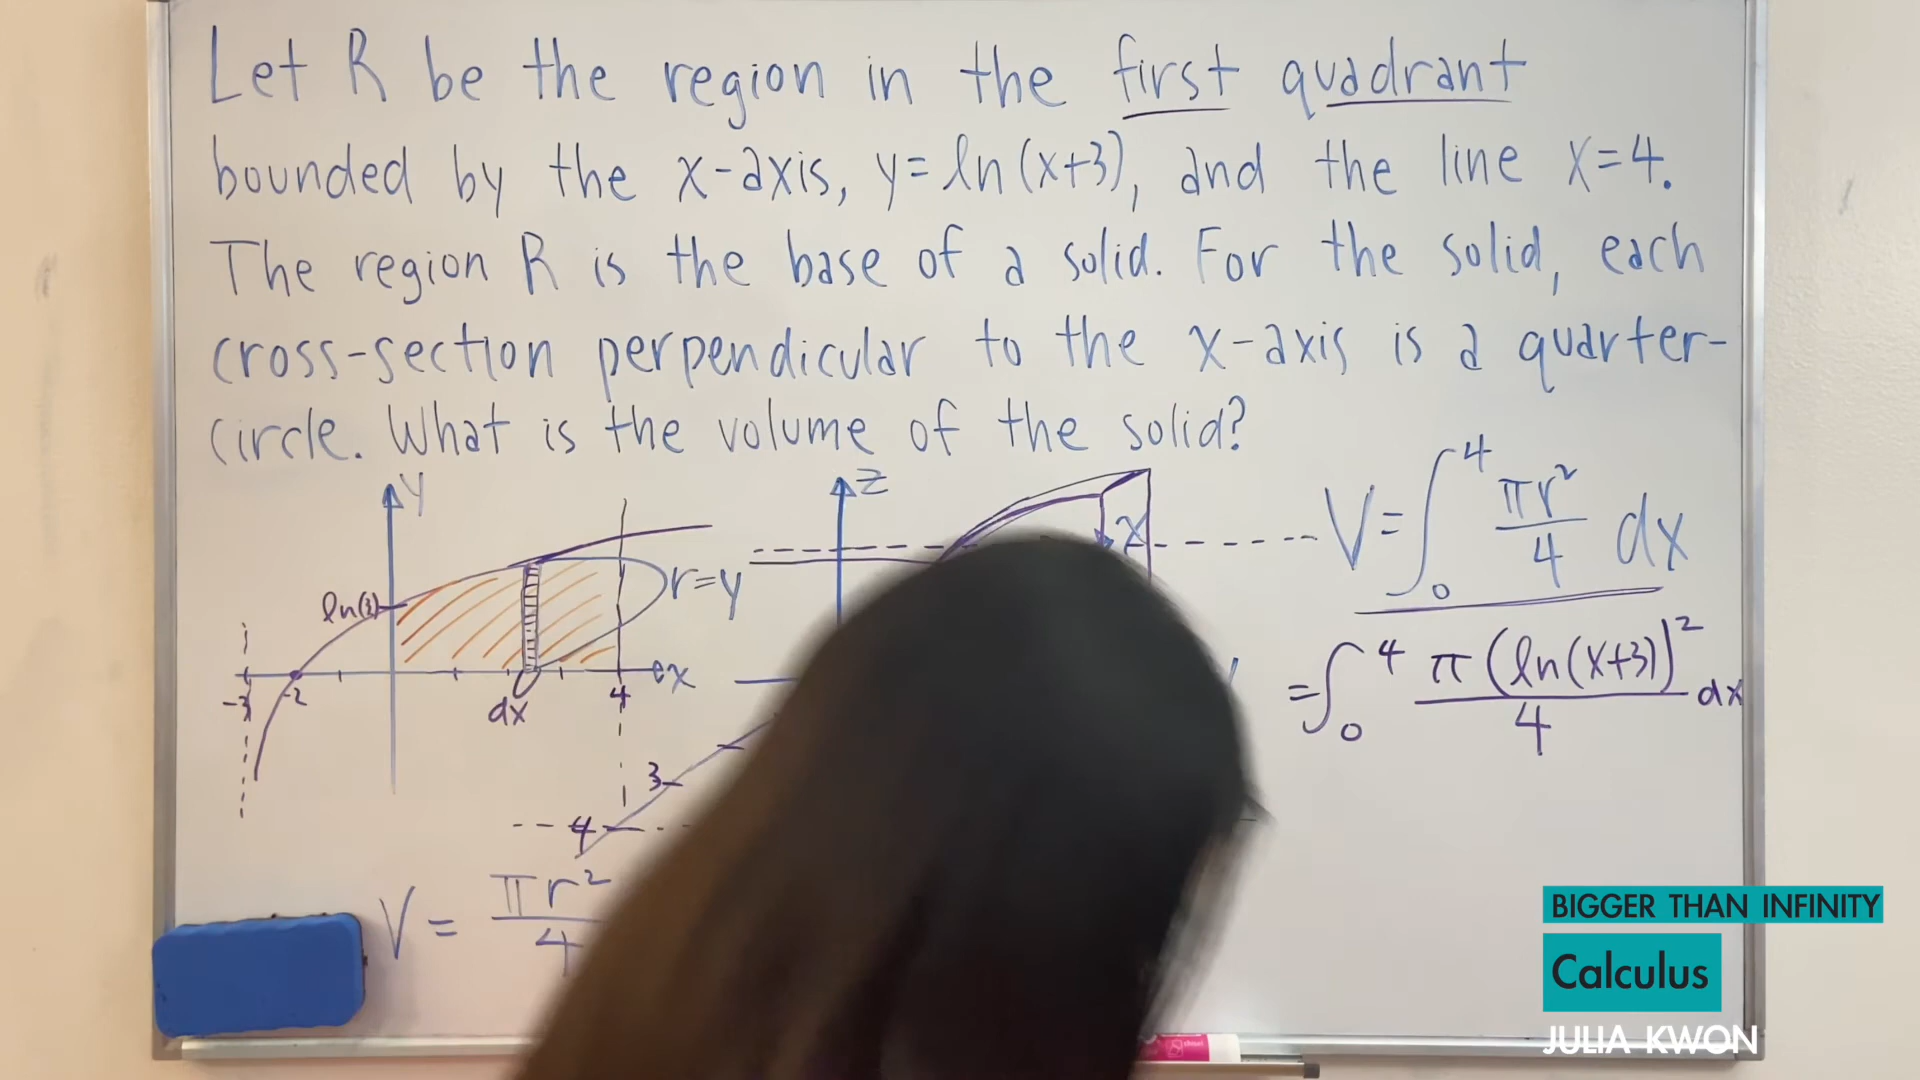 Let R be the region in the first quadrant
bounded by the x-axis, y=ln(x+3), and the line x=4.
The region R is the base of a solid. For the solid, each
cross-section perpendicular to the x-axis is a quarter-
circle. What is the volume of the solid?
y
ln(3)
-3
-2
dx
4
x
r=y
z
3
4
V=∫₀⁴ πr²/4 dx
=∫₀⁴ π(ln(x+3))²/4 dx
V = πr²/4
BIGGER THAN INFINITY
Calculus
JULIA KWON